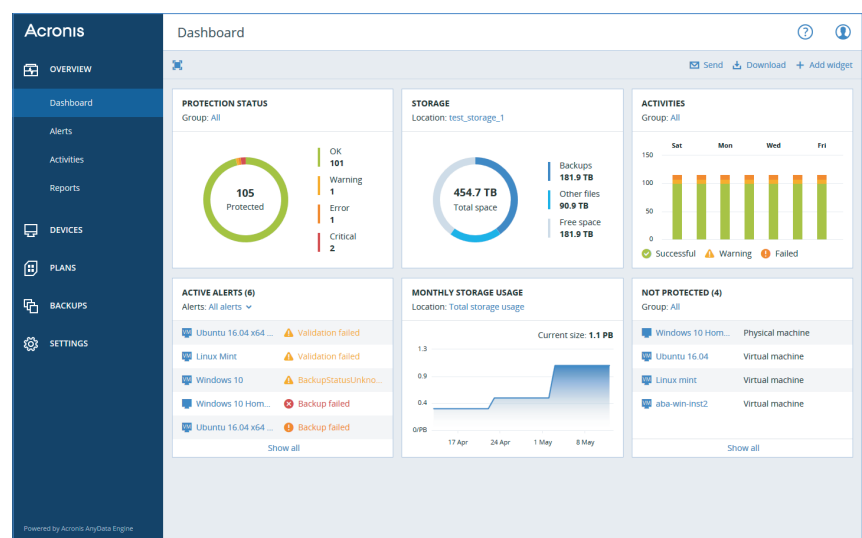 Acronis
Dashboard
OVERVIEW
Dashboard
Alerts
Activities
Reports
DEVICES
PLANS
BACKUPS
SETTINGS
Powered by Acronis AnyData Engine
Send
Download
+ Add widget
PROTECTION STATUS
Group: All
105
Protected
OK
101
Warning
1
Error
1
Critical
2
STORAGE
Location: test_storage_1
454.7 TB
Total space
Backups
181.9 TB
Other files
90.9 TB
Free space
181.9 TB
ACTIVITIES
Group: All
Sat Mon Wed Fri
150
100
50
0
Successful Warning Failed
ACTIVE ALERTS (6)
Alerts: All alerts
VM Ubuntu 16.04 x64 ... Validation failed
VM Linux Mint Validation failed
VM Windows 10 BackupStatusUnkno...
Windows 10 Hom... Backup failed
VM Ubuntu 16.04 x64 ... Backup failed
Show all
MONTHLY STORAGE USAGE
Location: Total storage usage
Current size: 1.1 PB
1.3
0.9
0.4
0/PB
17 Apr 24 Apr 1 May 8 May
NOT PROTECTED (4)
Group: All
Windows 10 Hom... Physical machine
VM Ubuntu 16.04 Virtual machine
VM Linux mint Virtual machine
VM aba-win-inst2 Virtual machine
Show all